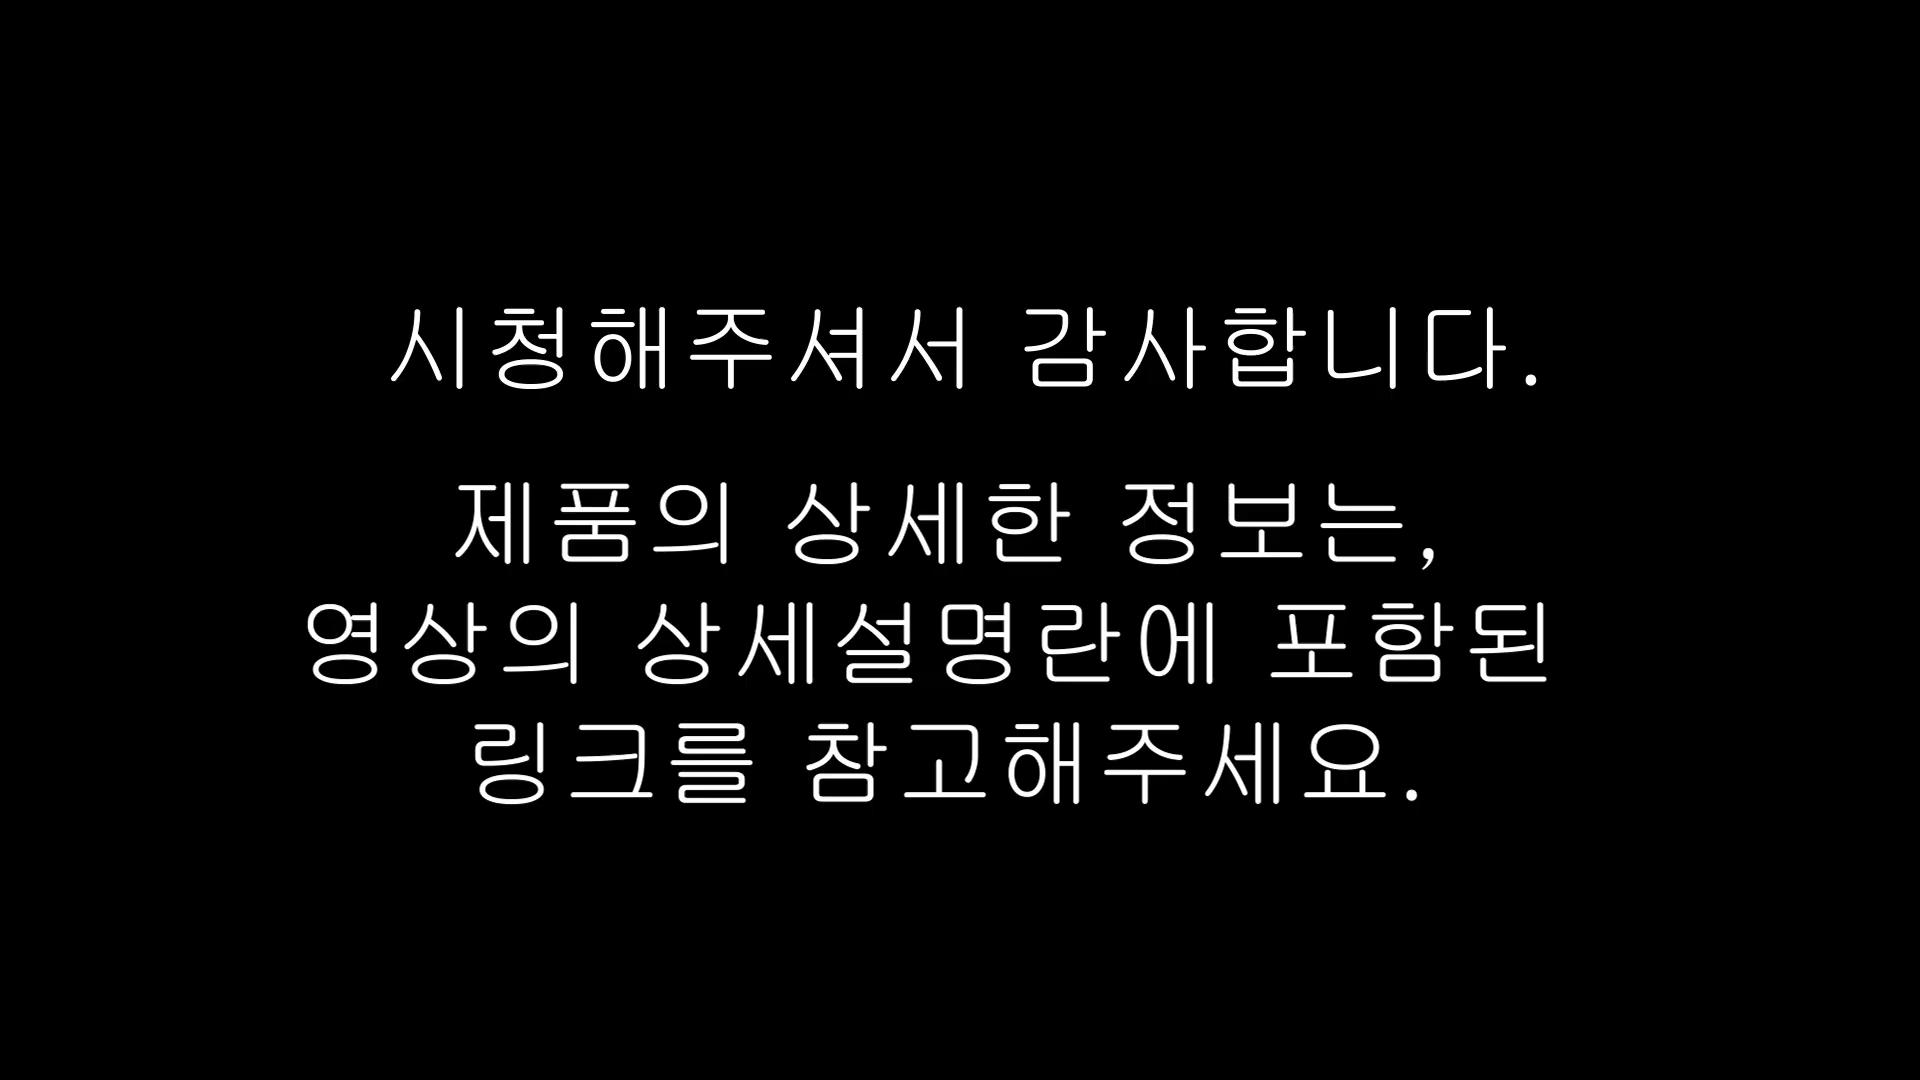 시청해주셔서 감사합니다.
제품의 상세한 정보는,
영상의 상세설명란에 포함된
링크를 참고해주세요.